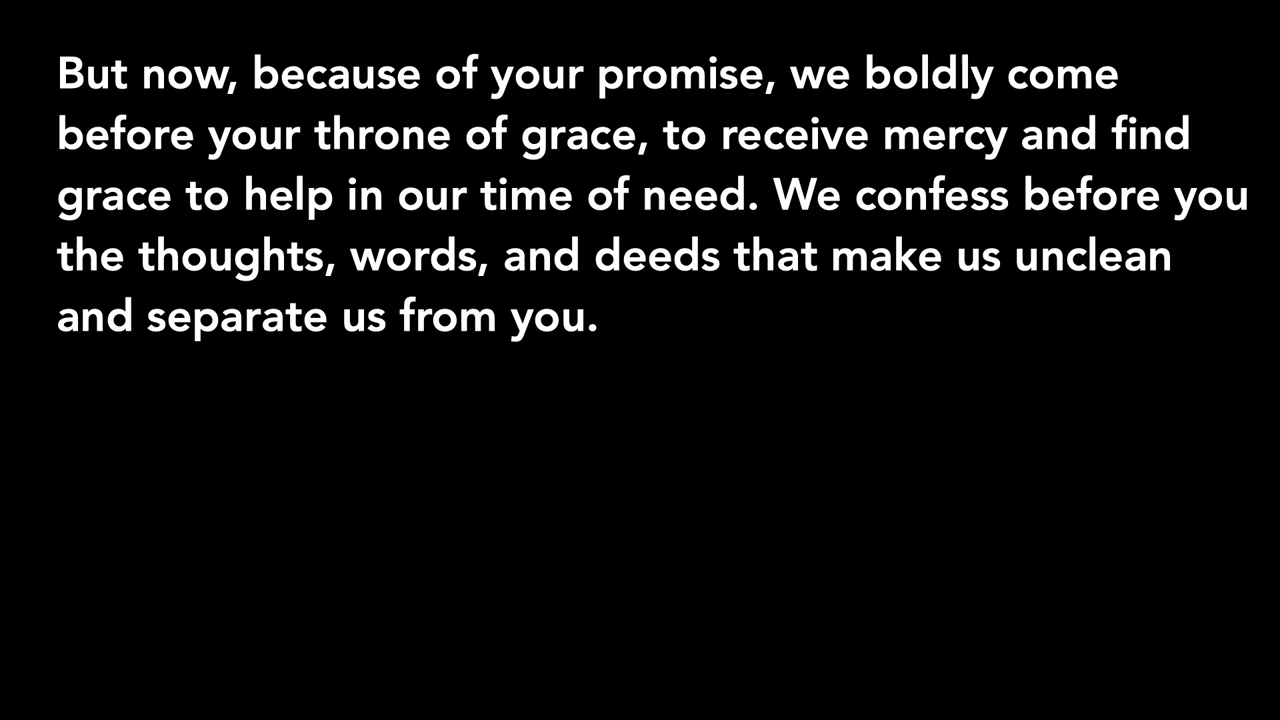 But now, because of your promise, we boldly come
before your throne of grace, to receive mercy and find
grace to help in our time of need. We confess before you
the thoughts, words, and deeds that make us unclean
and separate us from you.